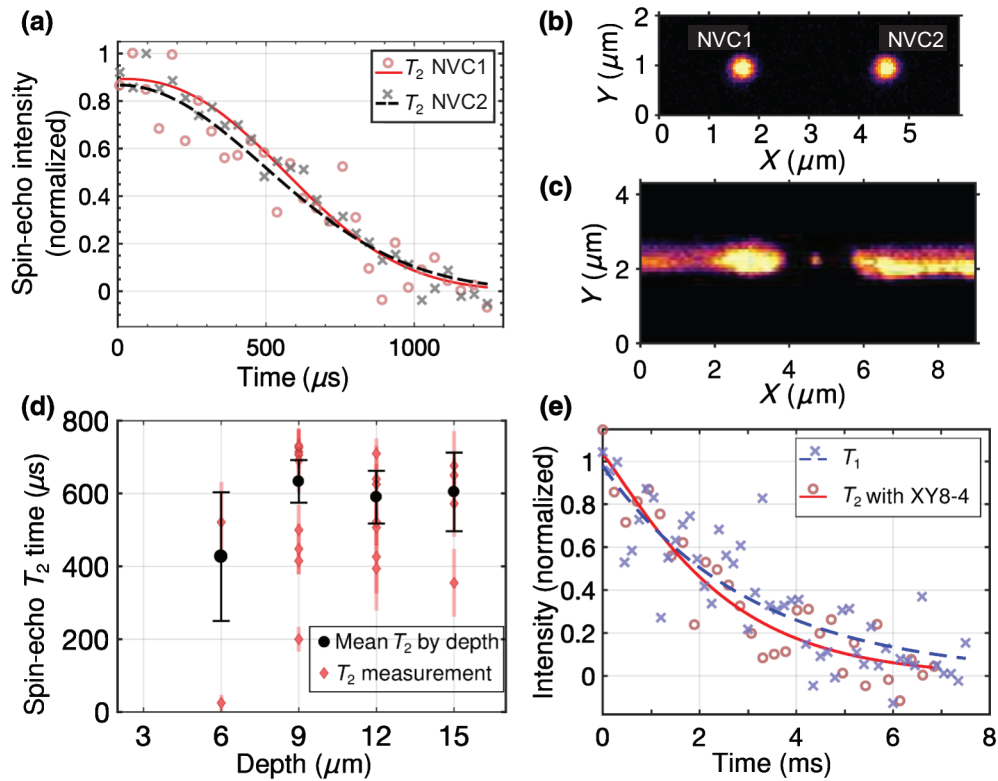 (a)
Spin-echo intensity
(normalized)
1
0.8
0.6
0.4
0.2
0
T2 NVC1
T2 NVC2
0 500 1000
Time (μs)
(b)
Y (μm)
2
1
0
NVC1 NVC2
0 1 2 3 4 5
X (μm)
(c)
Y (μm)
4
2
0
0 2 4 6 8
X (μm)
(d)
Spin-echo T2 time (μs)
800
600
400
200
0
Mean T2 by depth
T2 measurement
3 6 9 12 15
Depth (μm)
(e)
Intensity (normalized)
1
0.8
0.6
0.4
0.2
0
T1
T2 with XY8-4
0 2 4 6 8
Time (ms)